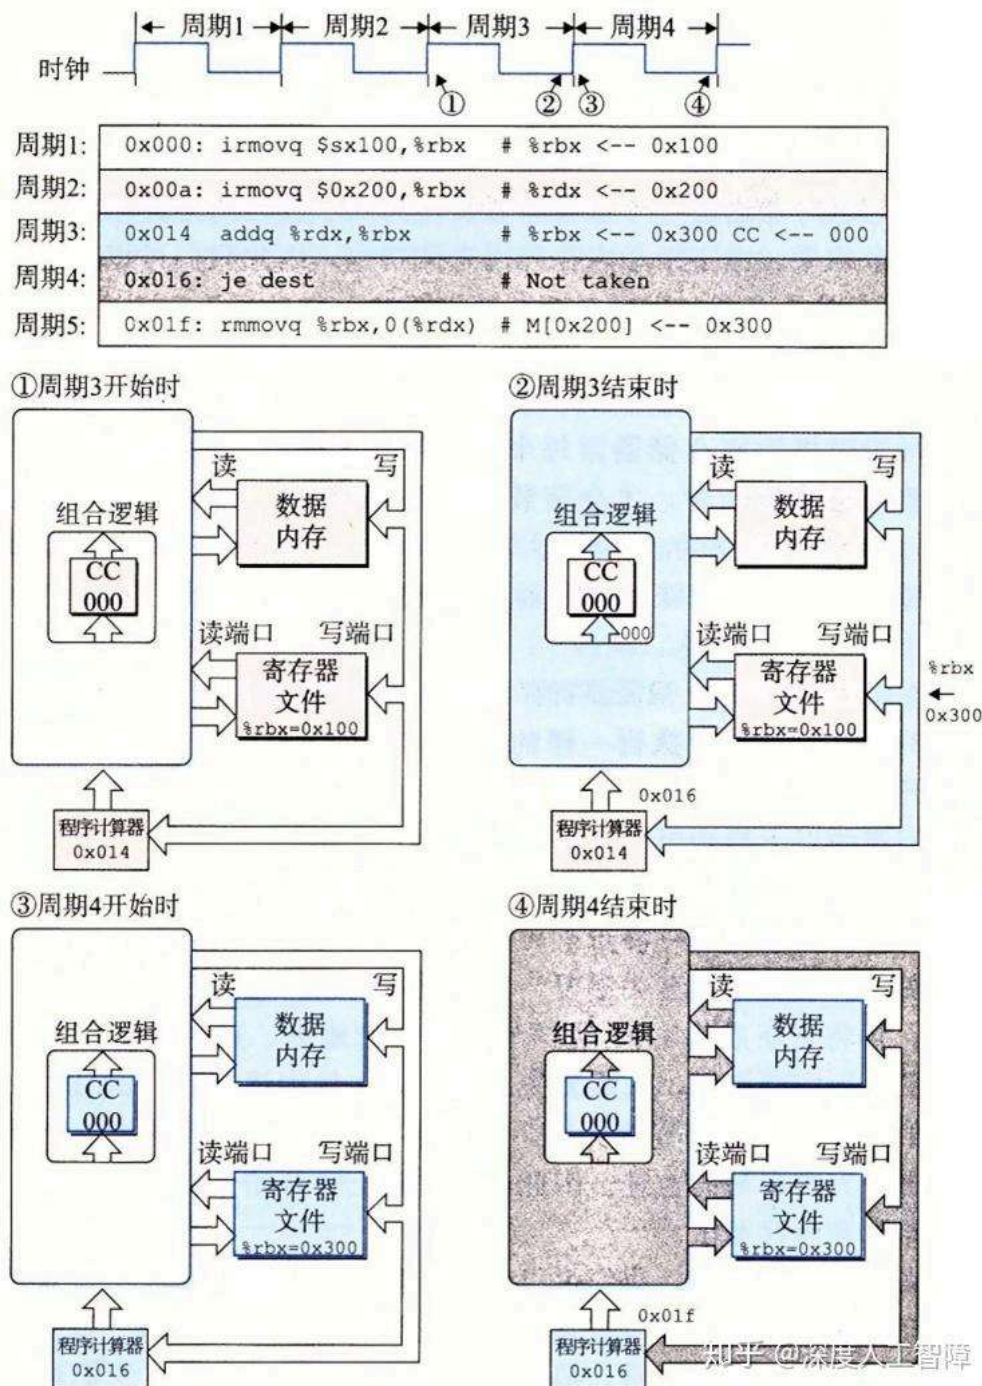 周期1 周期2 周期3 周期4
时钟
① ② ③ ④
周期1: 0x000: irmovq $sx100,%rbx # %rbx <-- 0x100
周期2: 0x00a: irmovq $0x200,%rbx # %rdx <-- 0x200
周期3: 0x014 addq %rdx,%rbx # %rbx <-- 0x300 CC <-- 000
周期4: 0x016: je dest # Not taken
周期5: 0x01f: rmmovq %rbx,0(%rdx) # M[0x200] <-- 0x300
①周期3开始时
读 写
数据
内存
组合逻辑
CC
000
读端口 写端口
寄存器
文件
%rbx=0x100
程序计算器
0x014
②周期3结束时
读 写
数据
内存
组合逻辑
CC
000
000
读端口 写端口
寄存器
文件
%rbx=0x100
%rbx
0x300
0x016
程序计算器
0x014
③周期4开始时
读 写
数据
内存
组合逻辑
CC
000
读端口 写端口
寄存器
文件
%rbx=0x300
程序计算器
0x016
④周期4结束时
读 写
数据
内存
组合逻辑
CC
000
读端口 写端口
寄存器
文件
%rbx=0x300
0x01f
程序计算器
0x016
知乎 @深度人工智障